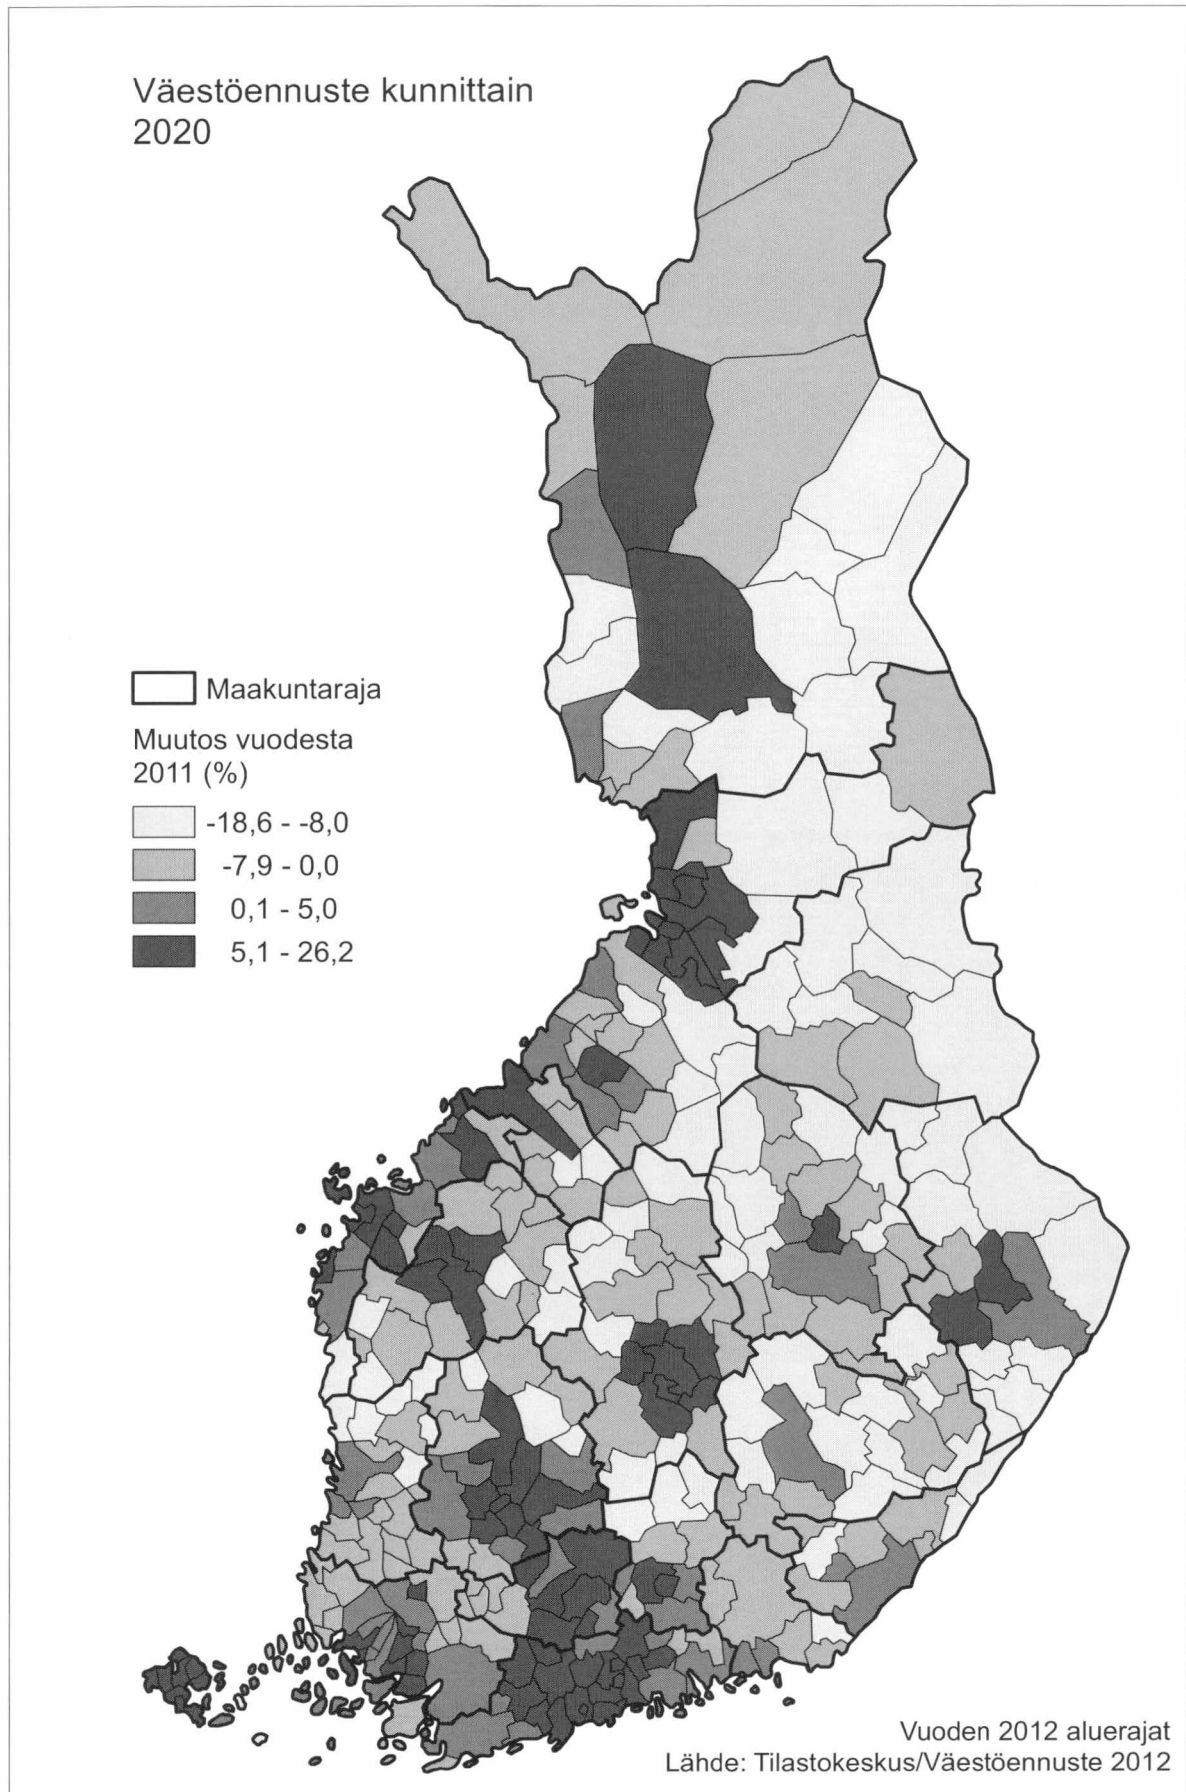 Väestöennuste kunnittain
2020
Maakuntaraja
Muutos vuodesta
2011 (%)
-18,6 - -8,0
-7,9 - 0,0
0,1 - 5,0
5,1 - 26,2
Vuoden 2012 aluerajat
Lähde: Tilastokeskus/Väestöennuste 2012